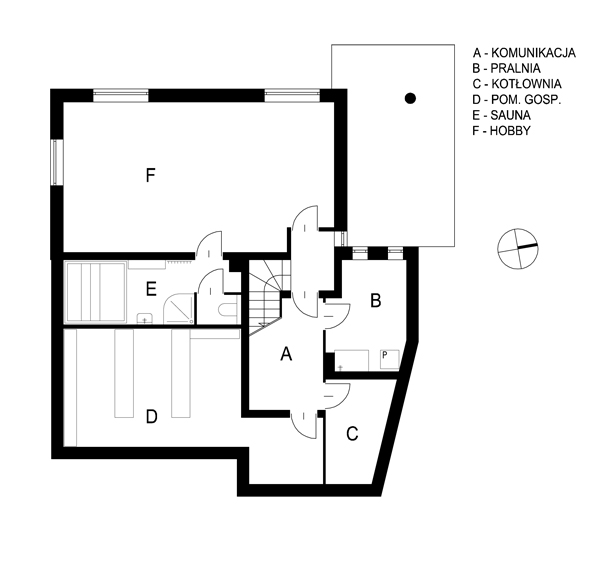 A - KOMUNIKACJA
B - PRALNIA
C - KOTŁOWNIA
D - POM. GOSP.
E - SAUNA
F - HOBBY
F
E
B
A
P
D
C